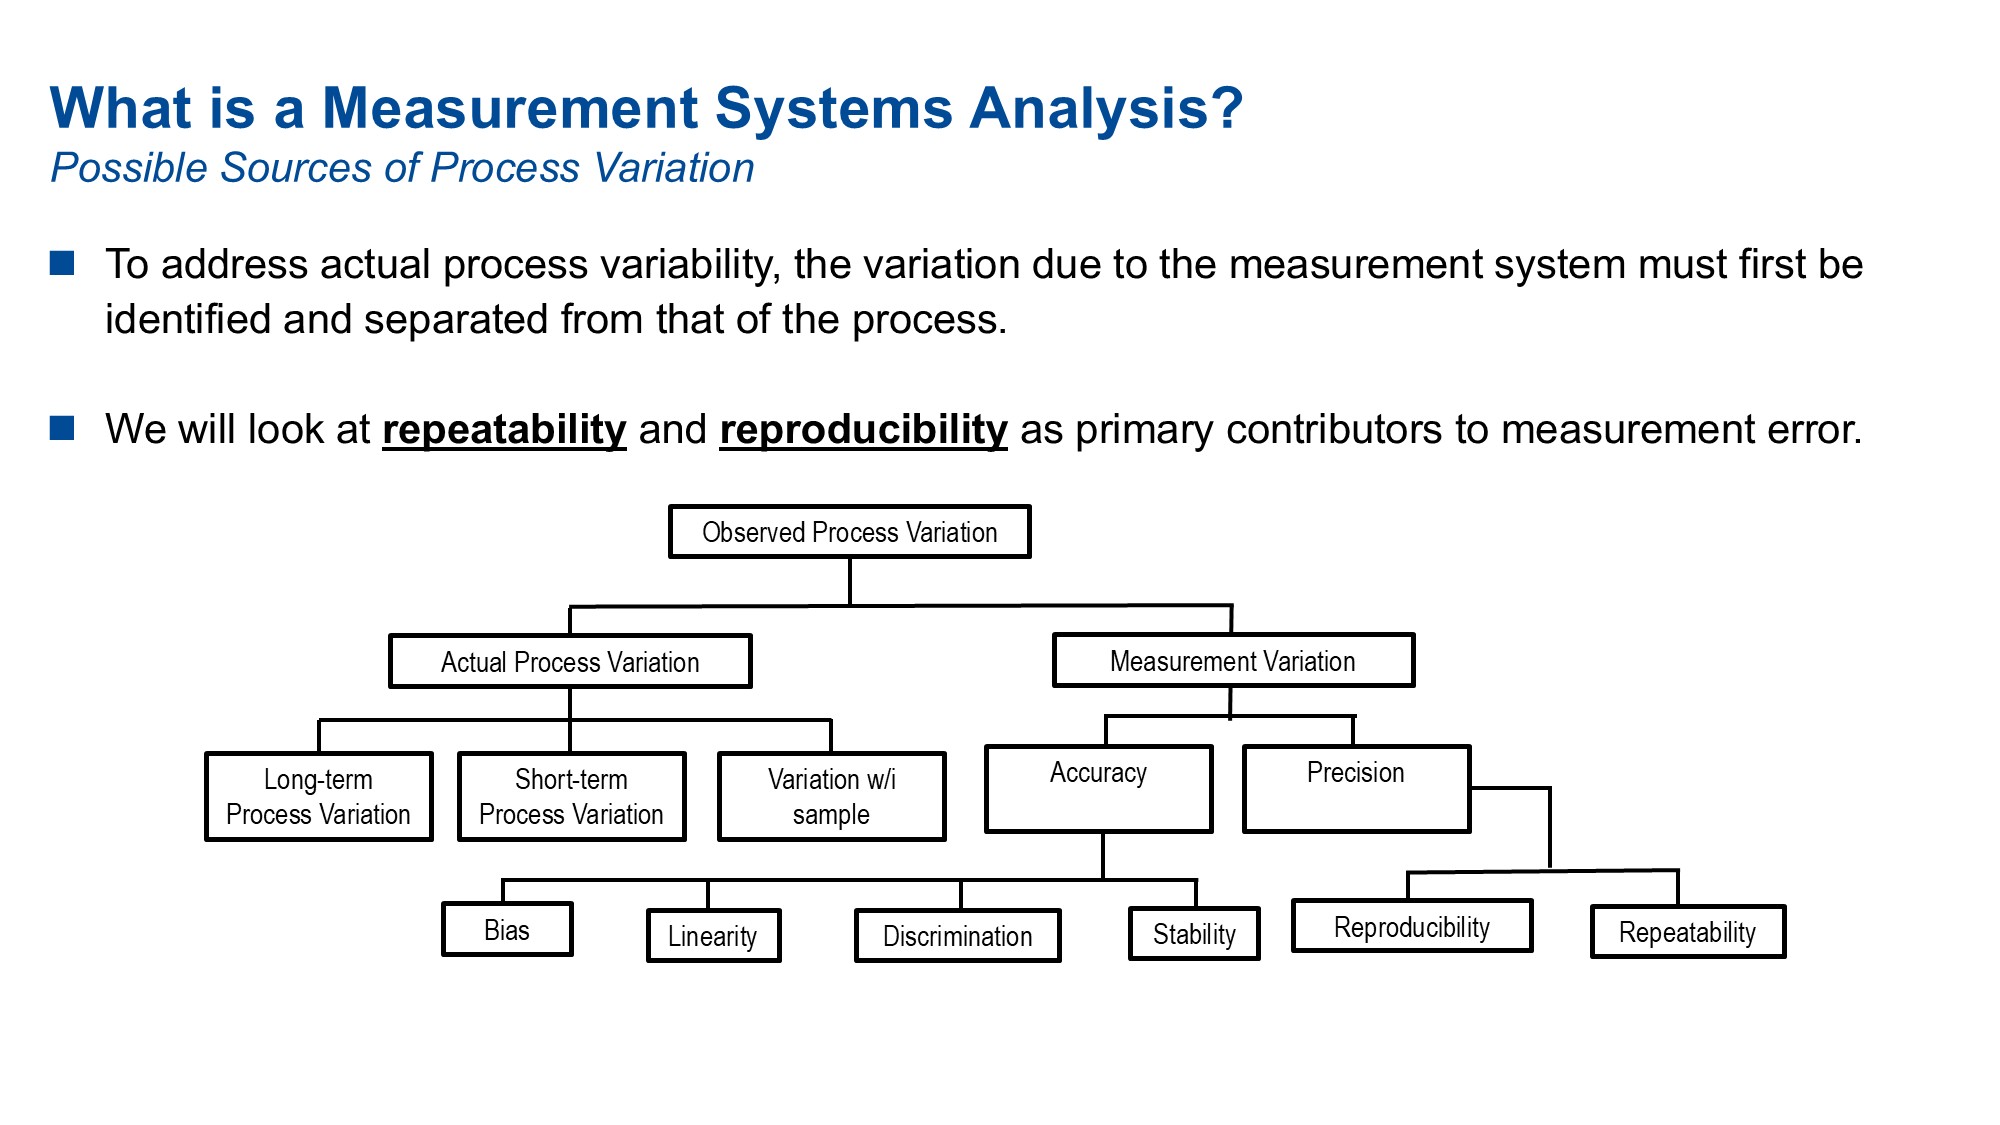 What is a Measurement Systems Analysis?
Possible Sources of Process Variation
To address actual process variability, the variation due to the measurement system must first be
identified and separated from that of the process.
We will look at repeatability and reproducibility as primary contributors to measurement error.
Observed Process Variation
Actual Process Variation
Measurement Variation
Long-term
Process Variation
Short-term
Process Variation
Variation w/i
sample
Accuracy
Precision
Bias
Linearity
Discrimination
Stability
Reproducibility
Repeatability